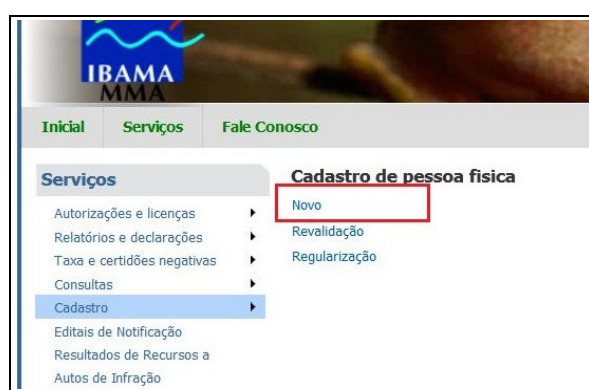 IBAMA
MMA
Inicial Serviços Fale Conosco
Serviços
Autorizações e licenças
Relatórios e declarações
Taxa e certidões negativas
Consultas
Cadastro
Editais de Notificação
Resultados de Recursos a
Autos de Infração
Cadastro de pessoa fisica
Novo
Revalidação
Regularização